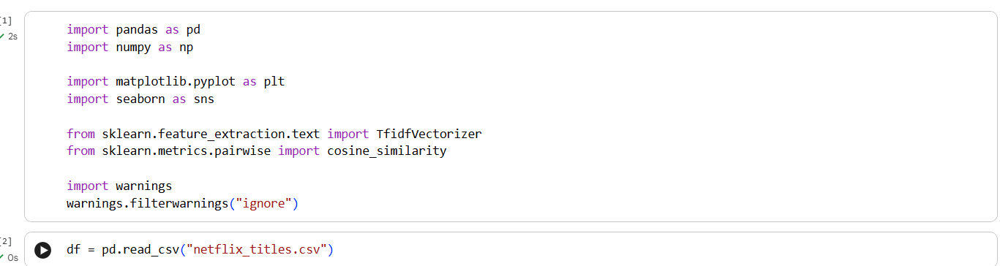 [1]
2s
import pandas as pd
import numpy as np
import matplotlib.pyplot as plt
import seaborn as sns
from sklearn.feature_extraction.text import TfidfVectorizer
from sklearn.metrics.pairwise import cosine_similarity
import warnings
warnings.filterwarnings("ignore")
[2]
0s
df = pd.read_csv("netflix_titles.csv")